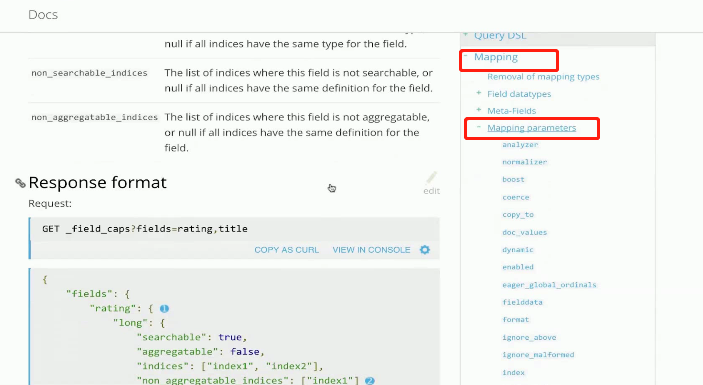 Docs
null if all indices have the same type for the field.
non_searchable_indices
The list of indices where this field is not searchable, or
null if all indices have the same definition for the field.
non_aggregatable_indices
The list of indices where this field is not aggregatable,
or null if all indices have the same definition for the
field.
Response format
edit
Request:
GET _field_caps?fields=rating,title
COPY AS CURL VIEW IN CONSOLE
{
"fields": {
"rating": { 1
"long": {
"searchable": true,
"aggregatable": false,
"indices": ["index1", "index2"],
"non_aggregatable_indices": ["index1"] 2
+ Query DSL
- Mapping
Removal of mapping types
+ Field datatypes
+ Meta-Fields
- Mapping parameters
analyzer
normalizer
boost
coerce
copy_to
doc_values
dynamic
enabled
eager_global_ordinals
fielddata
format
ignore_above
ignore_malformed
index